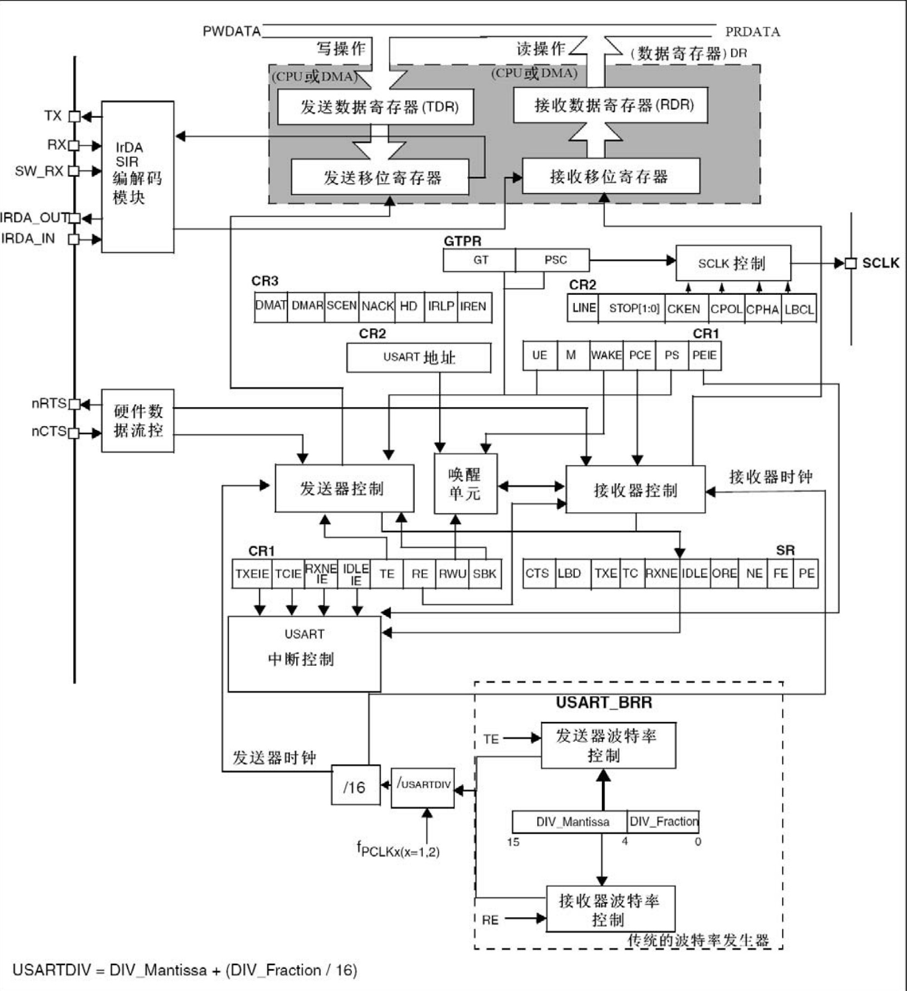 PWDATA
PRDATA
写操作
读操作
(数据寄存器) DR
(CPU或DMA)
(CPU或DMA)
发送数据寄存器(TDR)
接收数据寄存器(RDR)
TX
RX
SW_RX
IRDA_OUT
IRDA_IN
IrDA
SIR
编解码
模块
发送移位寄存器
接收移位寄存器
GTPR
GT PSC
SCLK 控制
SCLK
CR3
DMAT DMAR SCEN NACK HD IRLP IREN
CR2
LINE STOP[1:0] CKEN CPOL CPHA LBCL
CR2
USART 地址
CR1
UE M WAKE PCE PS PEIE
nRTS
nCTS
硬件数
据流控
发送器控制
唤醒
单元
接收器控制
接收器时钟
CR1
TXEIE TCIE RXNE IE IDLE IE TE RE RWU SBK
SR
CTS LBD TXE TC RXNE IDLE ORE NE FE PE
USART
中断控制
USART_BRR
TE
发送器波特率
控制
发送器时钟
/16
/USARTDIV
DIV_Mantissa DIV_Fraction
15 4 0
fPCLKx(x=1,2)
接收器波特率
控制
RE
传统的波特率发生器
USARTDIV = DIV_Mantissa + (DIV_Fraction / 16)